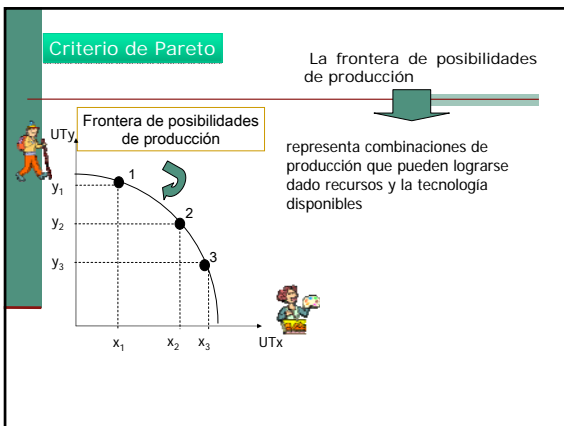 Criterio de Pareto
La frontera de posibilidades
de producción
Frontera de posibilidades
de producción
representa combinaciones de
producción que pueden lograrse
dado recursos y la tecnología
disponibles
UTy
1
y₁
2
y₂
3
y₃
x₁ x₂ x₃ UTx